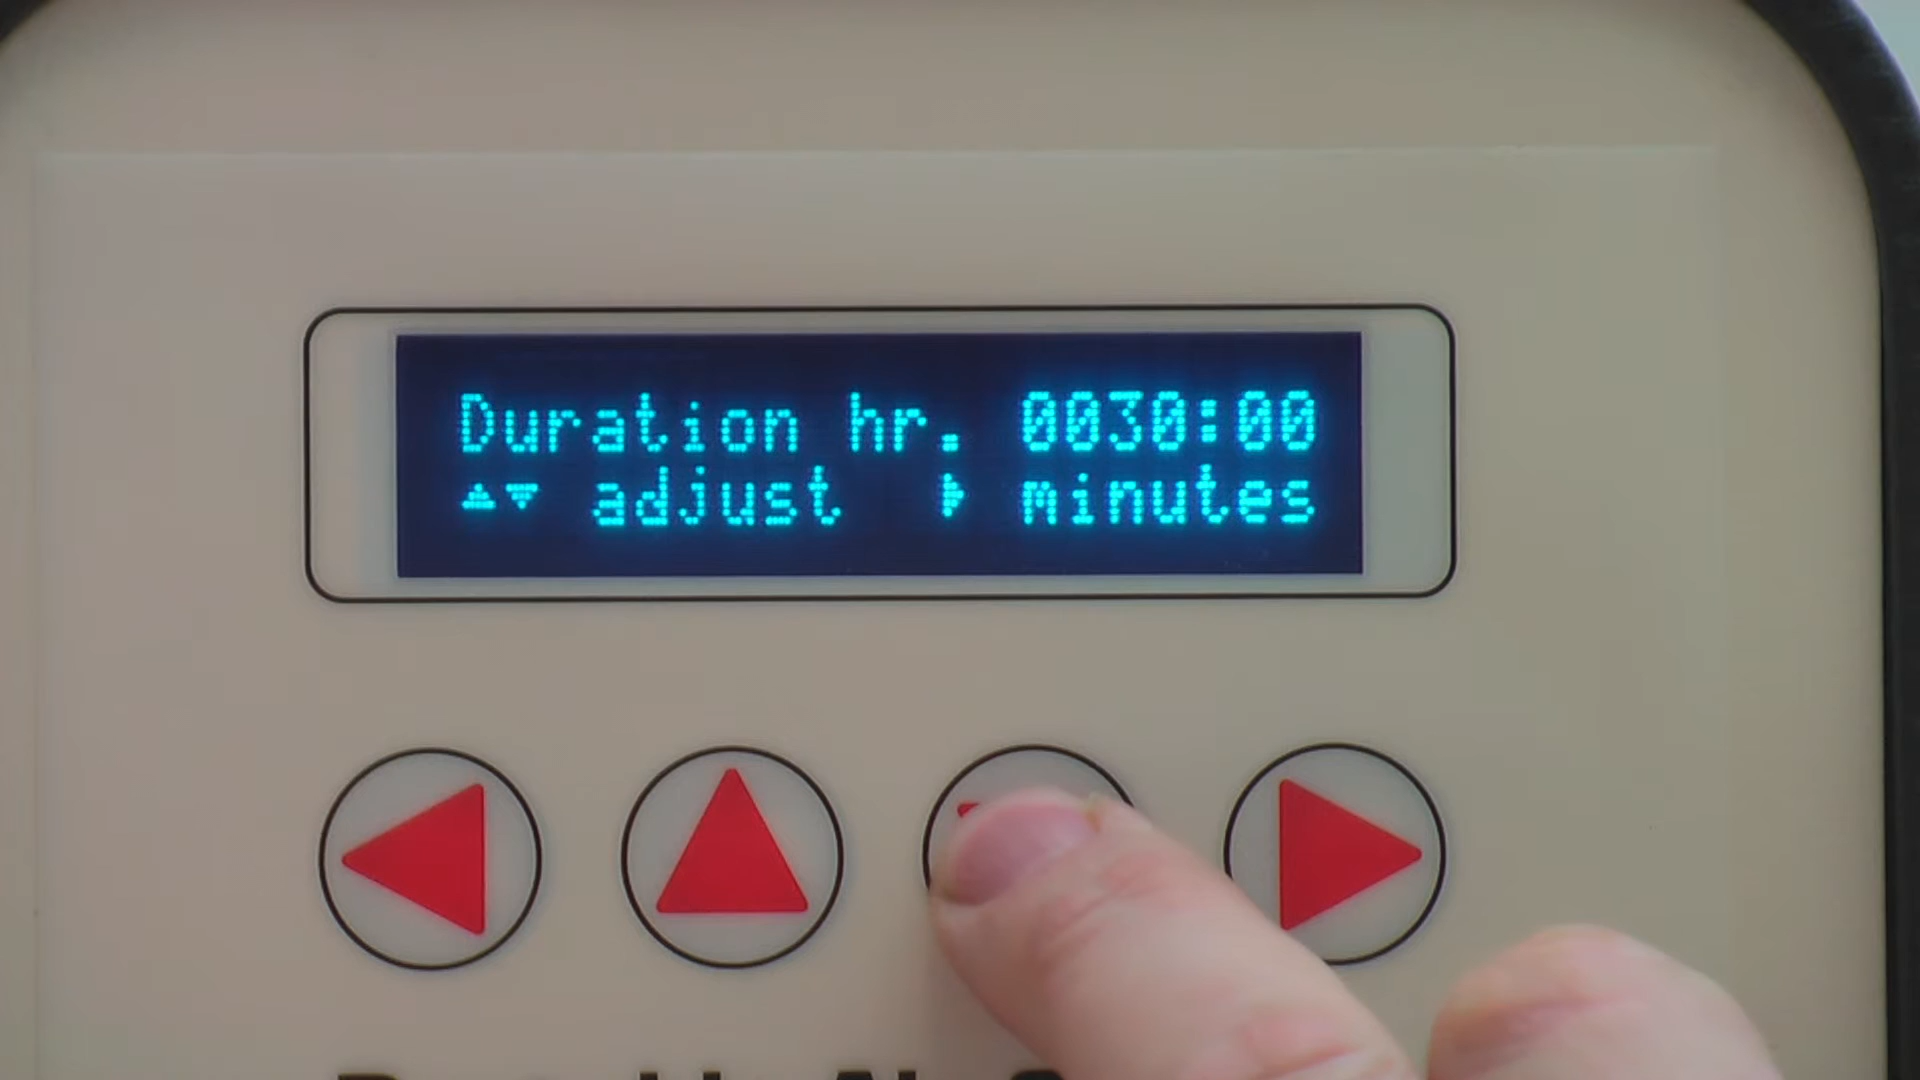 Duration hr. 0030:00
▲▼ adjust ▶ minutes